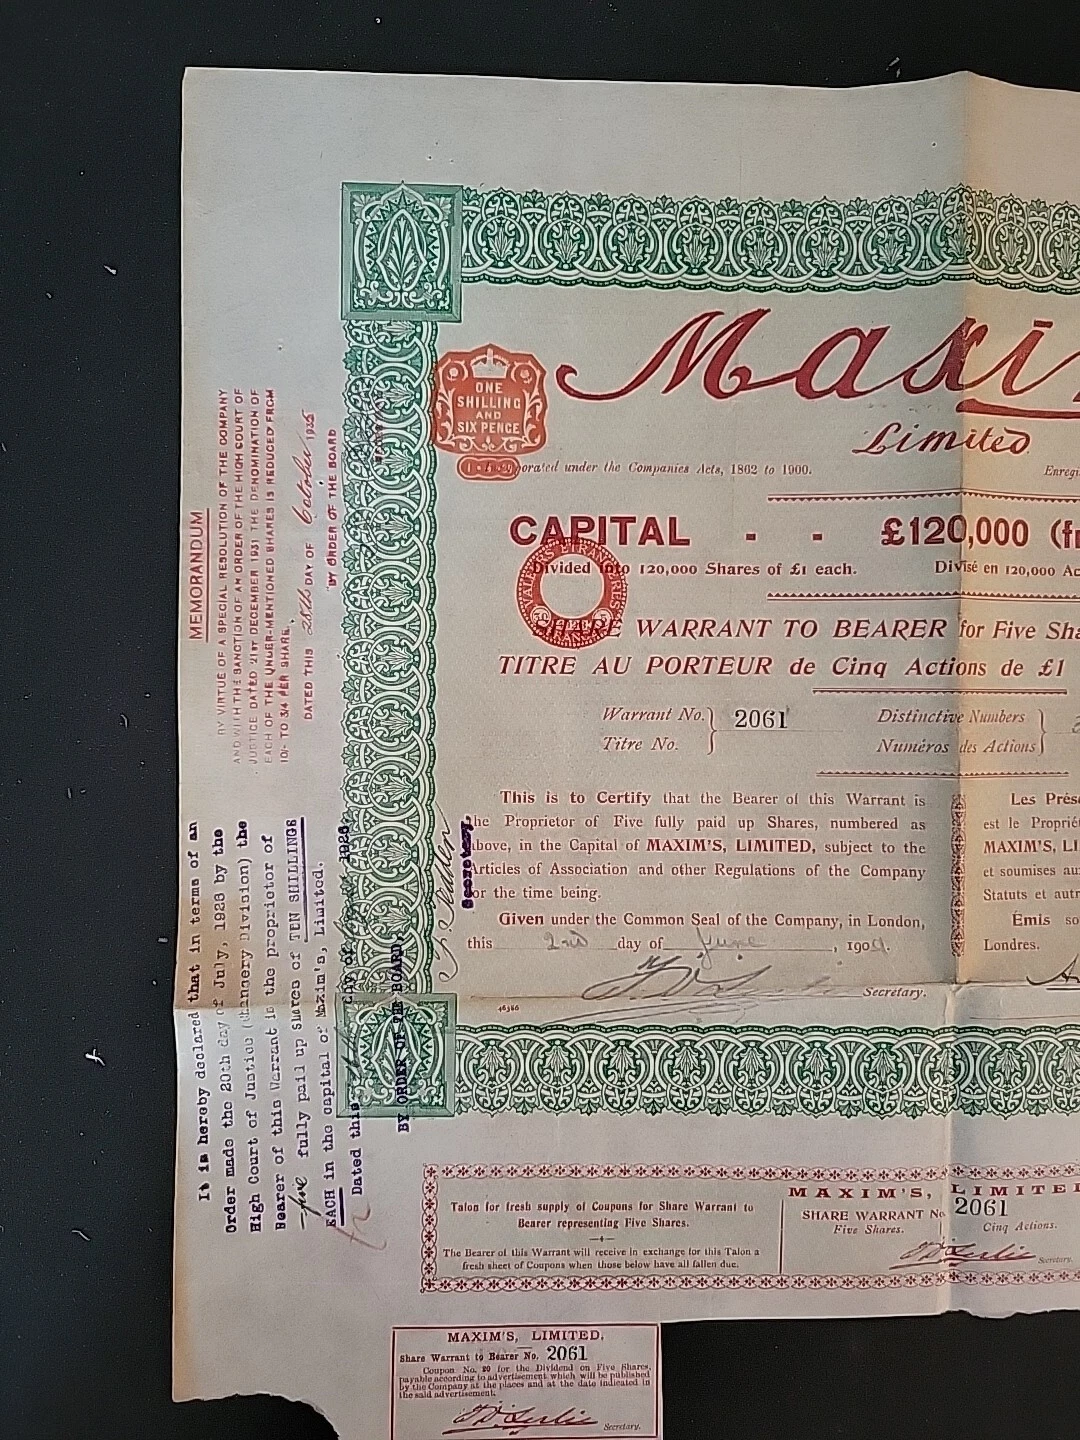 MEMORANDUM
BY VIRTUE OF A SPECIAL RESOLUTION OF THE COMPANY
AND WITH THE SANCTION OF AN ORDER OF THE HIGH COURT OF
JUSTICE DATED 21ST DECEMBER 1931 THE DENOMINATION OF
EACH OF THE UNDER-MENTIONED SHARES IS REDUCED FROM
10/- TO 3/4 PER SHARE.
DATED THIS 28th DAY OF October 1935
BY ORDER OF THE BOARD
It is hereby declared that in terms of an
Order made the 20th day of July, 1926 by the
High Court of Justice (Chancery Division) the
Bearer of this Warrant is the proprietor of
five fully paid up shares of TEN SHILLINGS
EACH in the capital of Maxim's, Limited.
Dated this day of 1926.
BY ORDER OF THE BOARD,
Secretary.
ONE
SHILLING
AND
SIX PENCE
Maxi
Limited
orated under the Companies Acts, 1862 to 1900.
Enregi
CAPITAL - - £120,000 (fr
Divided into 120,000 Shares of £1 each.
Divisé en 120,000 Ac
VALEURS ETRANGERES
SHARE WARRANT TO BEARER for Five Sha
TITRE AU PORTEUR de Cinq Actions de £1
Warrant No. 2061
Titre No.
Distinctive Numbers
Numéros des Actions
This is to Certify that the Bearer of this Warrant is
the Proprietor of Five fully paid up Shares, numbered as
above, in the Capital of MAXIM'S, LIMITED, subject to the
Articles of Association and other Regulations of the Company
for the time being.
Given under the Common Seal of the Company, in London,
this 2nd day of June, 1909.
Secretary.
Les Prése
est le Proprié
MAXIM'S, LI
et soumises au
Statuts et autr
Émis so
Londres.
46386
Talon for fresh supply of Coupons for Share Warrant to
Bearer representing Five Shares.
The Bearer of this Warrant will receive in exchange for this Talon a
fresh sheet of Coupons when those below have all fallen due.
MAXIM'S, LIMITE
SHARE WARRANT No 2061
Five Shares. Cinq Actions.
Secretary.
MAXIM'S, LIMITED.
Share Warrant to Bearer No. 2061
Coupon No. 20 for the Dividend on Five Shares,
payable according to advertisement which will be published
by the Company at the places and at the date indicated in
the said advertisement.
Secretary.